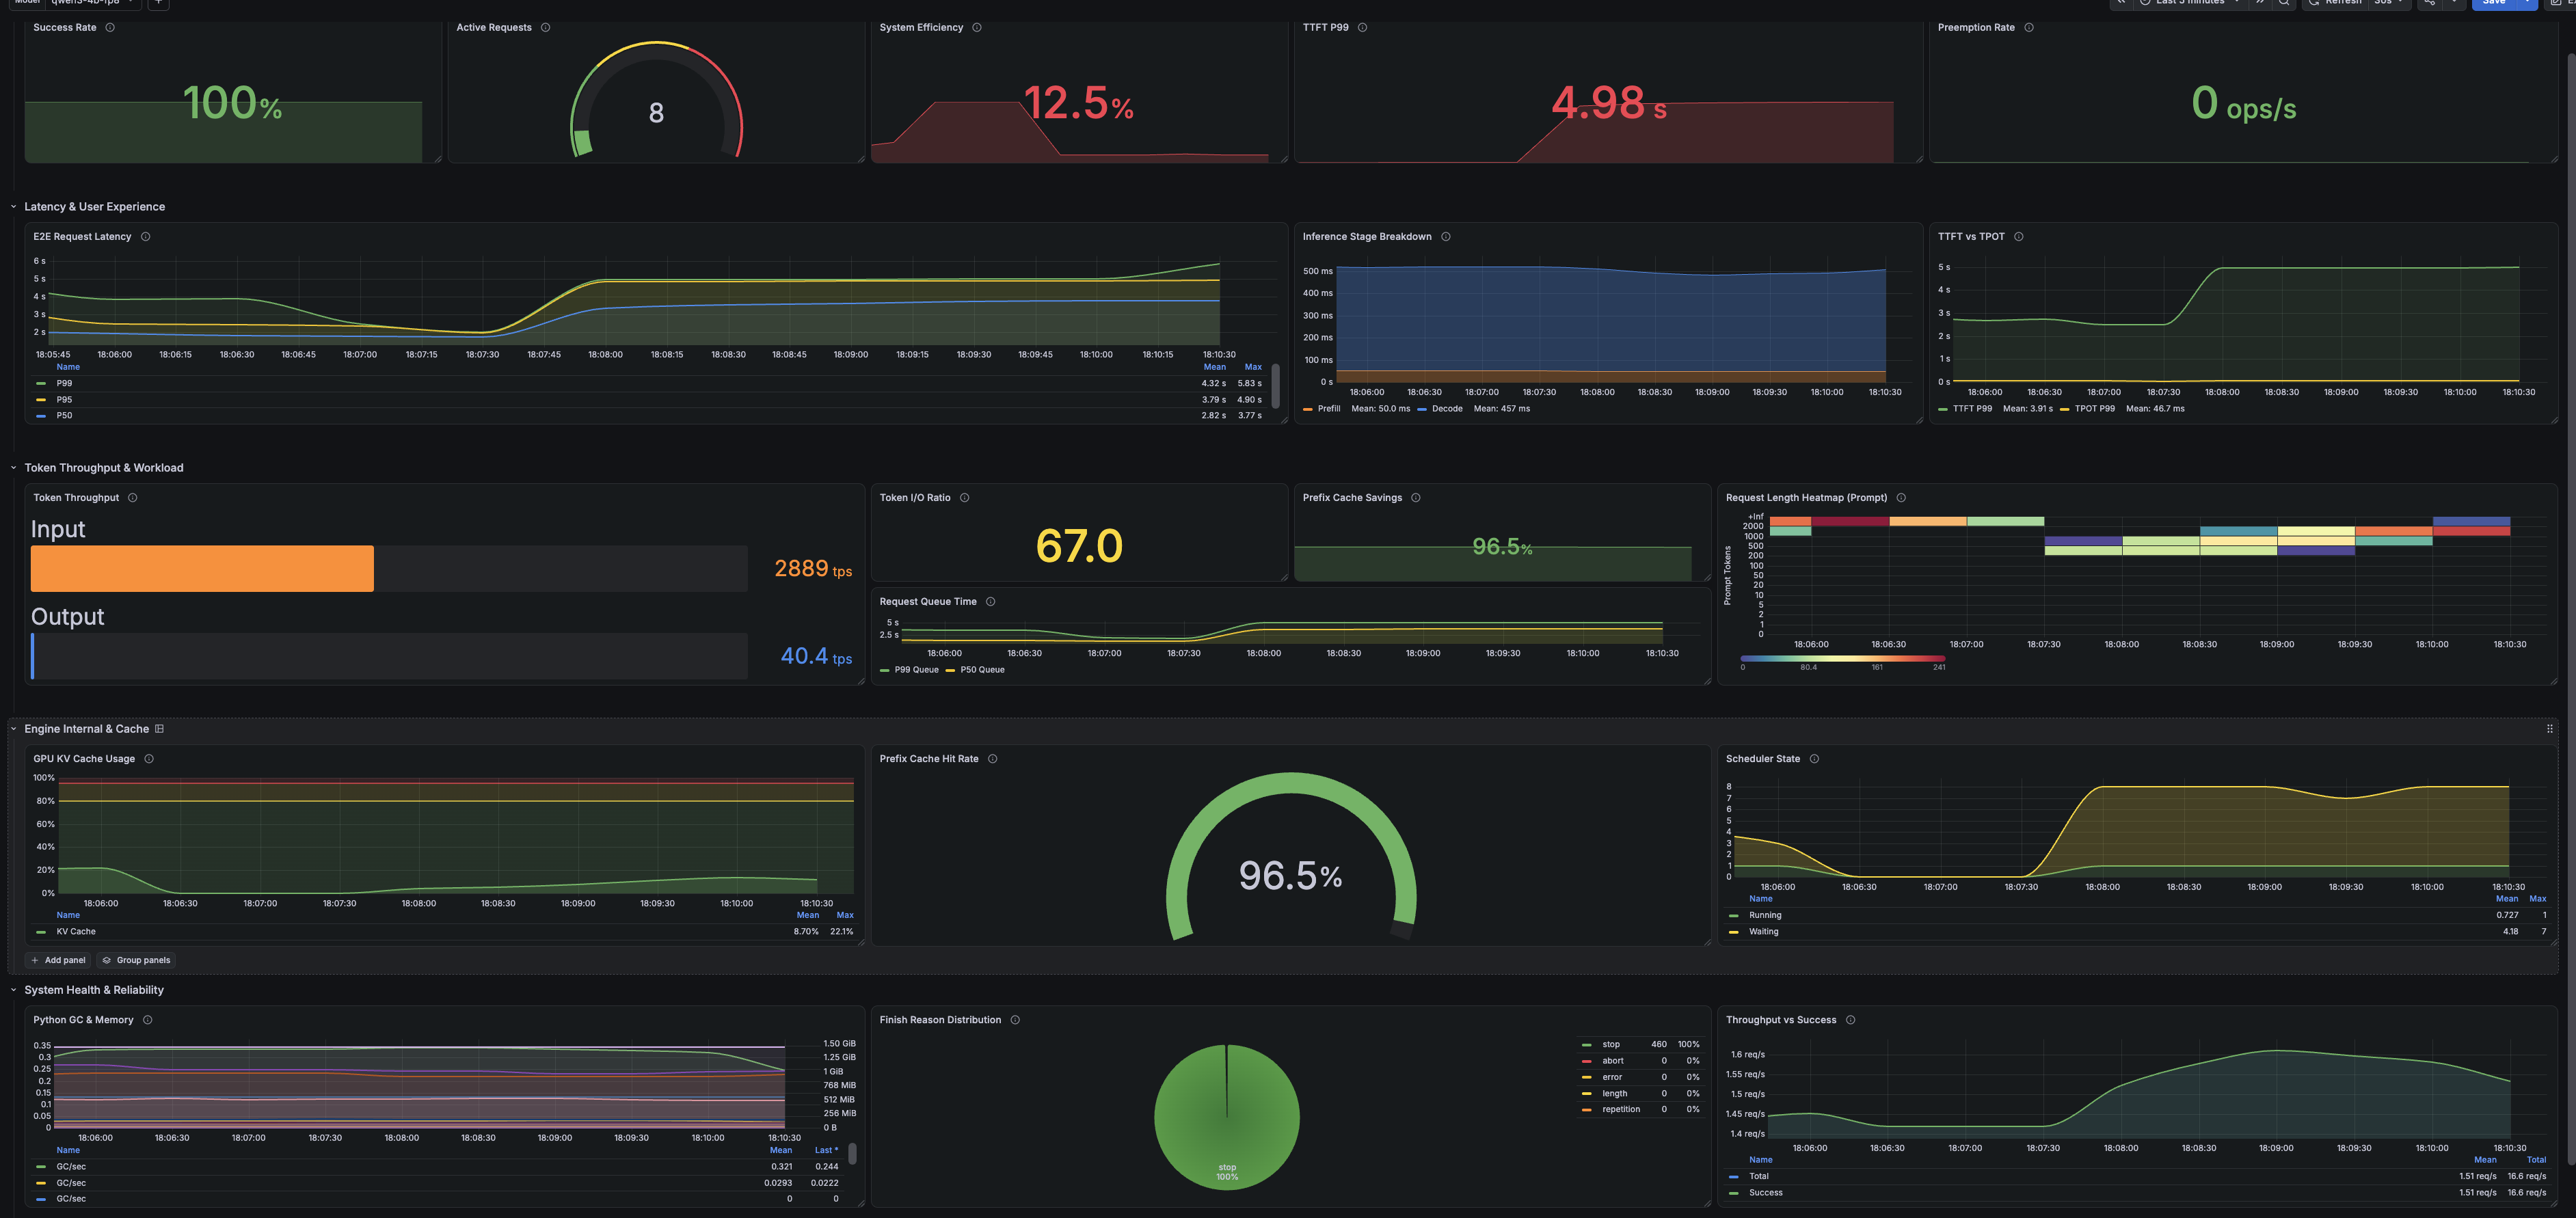 Model qwen3-4b-fp8
Last 5 minutes Refresh 30s Save
Success Rate
100%
Active Requests
8
System Efficiency
12.5%
TTFT P99
4.98 s
Preemption Rate
0 ops/s
Latency & User Experience
E2E Request Latency
6 s
5 s
4 s
3 s
2 s
18:05:45 18:06:00 18:06:15 18:06:30 18:06:45 18:07:00 18:07:15 18:07:30 18:07:45 18:08:00 18:08:15 18:08:30 18:08:45 18:09:00 18:09:15 18:09:30 18:09:45 18:10:00 18:10:15 18:10:30
Name Mean Max
P99 4.32 s 5.83 s
P95 3.79 s 4.90 s
P50 2.82 s 3.77 s
Inference Stage Breakdown
500 ms
400 ms
300 ms
200 ms
100 ms
0 s
18:06:00 18:06:30 18:07:00 18:07:30 18:08:00 18:08:30 18:09:00 18:09:30 18:10:00 18:10:30
Prefill Mean: 50.0 ms Decode Mean: 457 ms
TTFT vs TPOT
5 s
4 s
3 s
2 s
1 s
0 s
18:06:00 18:06:30 18:07:00 18:07:30 18:08:00 18:08:30 18:09:00 18:09:30 18:10:00 18:10:30
TTFT P99 Mean: 3.91 s TPOT P99 Mean: 46.7 ms
Token Throughput & Workload
Token Throughput
Input
2889 tps
Output
40.4 tps
Token I/O Ratio
67.0
Prefix Cache Savings
96.5%
Request Queue Time
5 s
2.5 s
18:06:00 18:06:30 18:07:00 18:07:30 18:08:00 18:08:30 18:09:00 18:09:30 18:10:00 18:10:30
P99 Queue P50 Queue
Request Length Heatmap (Prompt)
Prompt Tokens
+Inf
2000
1000
500
200
100
50
20
10
5
2
1
0
18:06:00 18:06:30 18:07:00 18:07:30 18:08:00 18:08:30 18:09:00 18:09:30 18:10:00 18:10:30
0 80.4 161 241
Engine Internal & Cache
GPU KV Cache Usage
100%
80%
60%
40%
20%
0%
18:06:00 18:06:30 18:07:00 18:07:30 18:08:00 18:08:30 18:09:00 18:09:30 18:10:00 18:10:30
Name Mean Max
KV Cache 8.70% 22.1%
Prefix Cache Hit Rate
96.5%
Scheduler State
8
7
6
5
4
3
2
1
0
18:06:00 18:06:30 18:07:00 18:07:30 18:08:00 18:08:30 18:09:00 18:09:30 18:10:00 18:10:30
Name Mean Max
Running 0.727 1
Waiting 4.18 7
Add panel Group panels
System Health & Reliability
Python GC & Memory
0.35 1.50 GiB
0.3 1.25 GiB
0.25 1 GiB
0.2 768 MiB
0.15 512 MiB
0.1 256 MiB
0.05 0 B
0
18:06:00 18:06:30 18:07:00 18:07:30 18:08:00 18:08:30 18:09:00 18:09:30 18:10:00 18:10:30
Name Mean Last *
GC/sec 0.321 0.244
GC/sec 0.0293 0.0222
GC/sec 0 0
Finish Reason Distribution
stop
100%
stop 460 100%
abort 0 0%
error 0 0%
length 0 0%
repetition 0 0%
Throughput vs Success
1.6 req/s
1.55 req/s
1.5 req/s
1.45 req/s
1.4 req/s
18:06:00 18:06:30 18:07:00 18:07:30 18:08:00 18:08:30 18:09:00 18:09:30 18:10:00 18:10:30
Name Mean Total
Total 1.51 req/s 16.6 req/s
Success 1.51 req/s 16.6 req/s